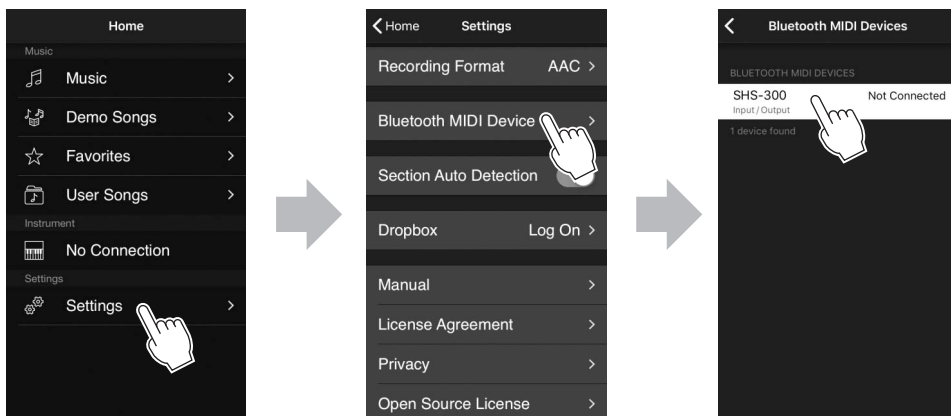 Home
Music
Music
Demo Songs
Favorites
User Songs
Instrument
No Connection
Settings
Settings
Home Settings
Recording Format AAC
Bluetooth MIDI Device
Section Auto Detection
Dropbox Log On
Manual
License Agreement
Privacy
Open Source License
Bluetooth MIDI Devices
BLUETOOTH MIDI DEVICES
SHS-300 Not Connected
Input / Output
1 device found